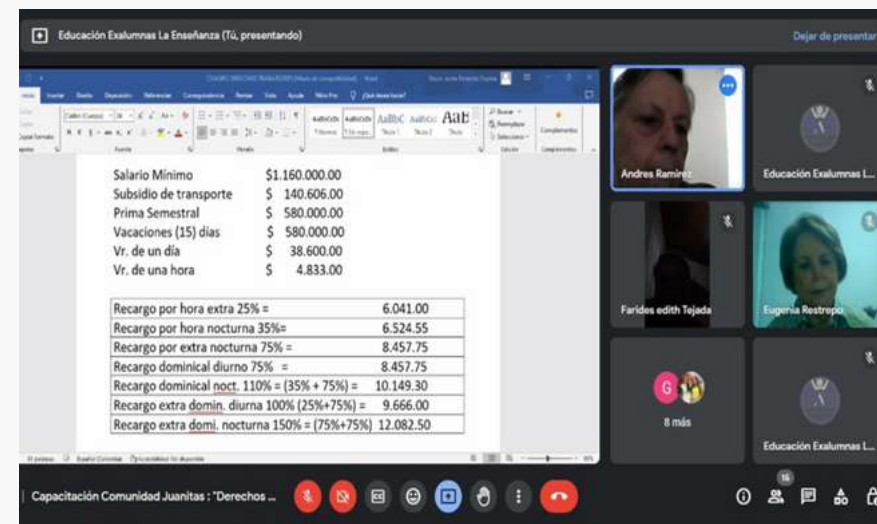 Educación Exalumnas La Enseñanza (Tú, presentando)
Dejar de presentar
Salario Mínimo $1.160.000.00
Subsidio de transporte $ 140.606.00
Prima Semestral $ 580.000.00
Vacaciones (15) dias $ 580.000.00
Vr. de un día $ 38.600.00
Vr. de una hora $ 4.833.00
Recargo por hora extra 25% = 6.041.00
Recargo por hora nocturna 35%= 6.524.55
Recargo por extra nocturna 75% = 8.457.75
Recargo dominical diurno 75% = 8.457.75
Recargo dominical noct. 110% = (35% + 75%) = 10.149.30
Recargo extra domin. diurna 100% (25%+75%) = 9.666.00
Recargo extra domi. nocturna 150% = (75%+75%) 12.082.50
Andres Ramirez
Educación Exalumnas L...
Farides edith Tejada
Eugenia Restrepo
G
8 más
Educación Exalumnas L...
Capacitación Comunidad Juanitas : "Derechos ...
16